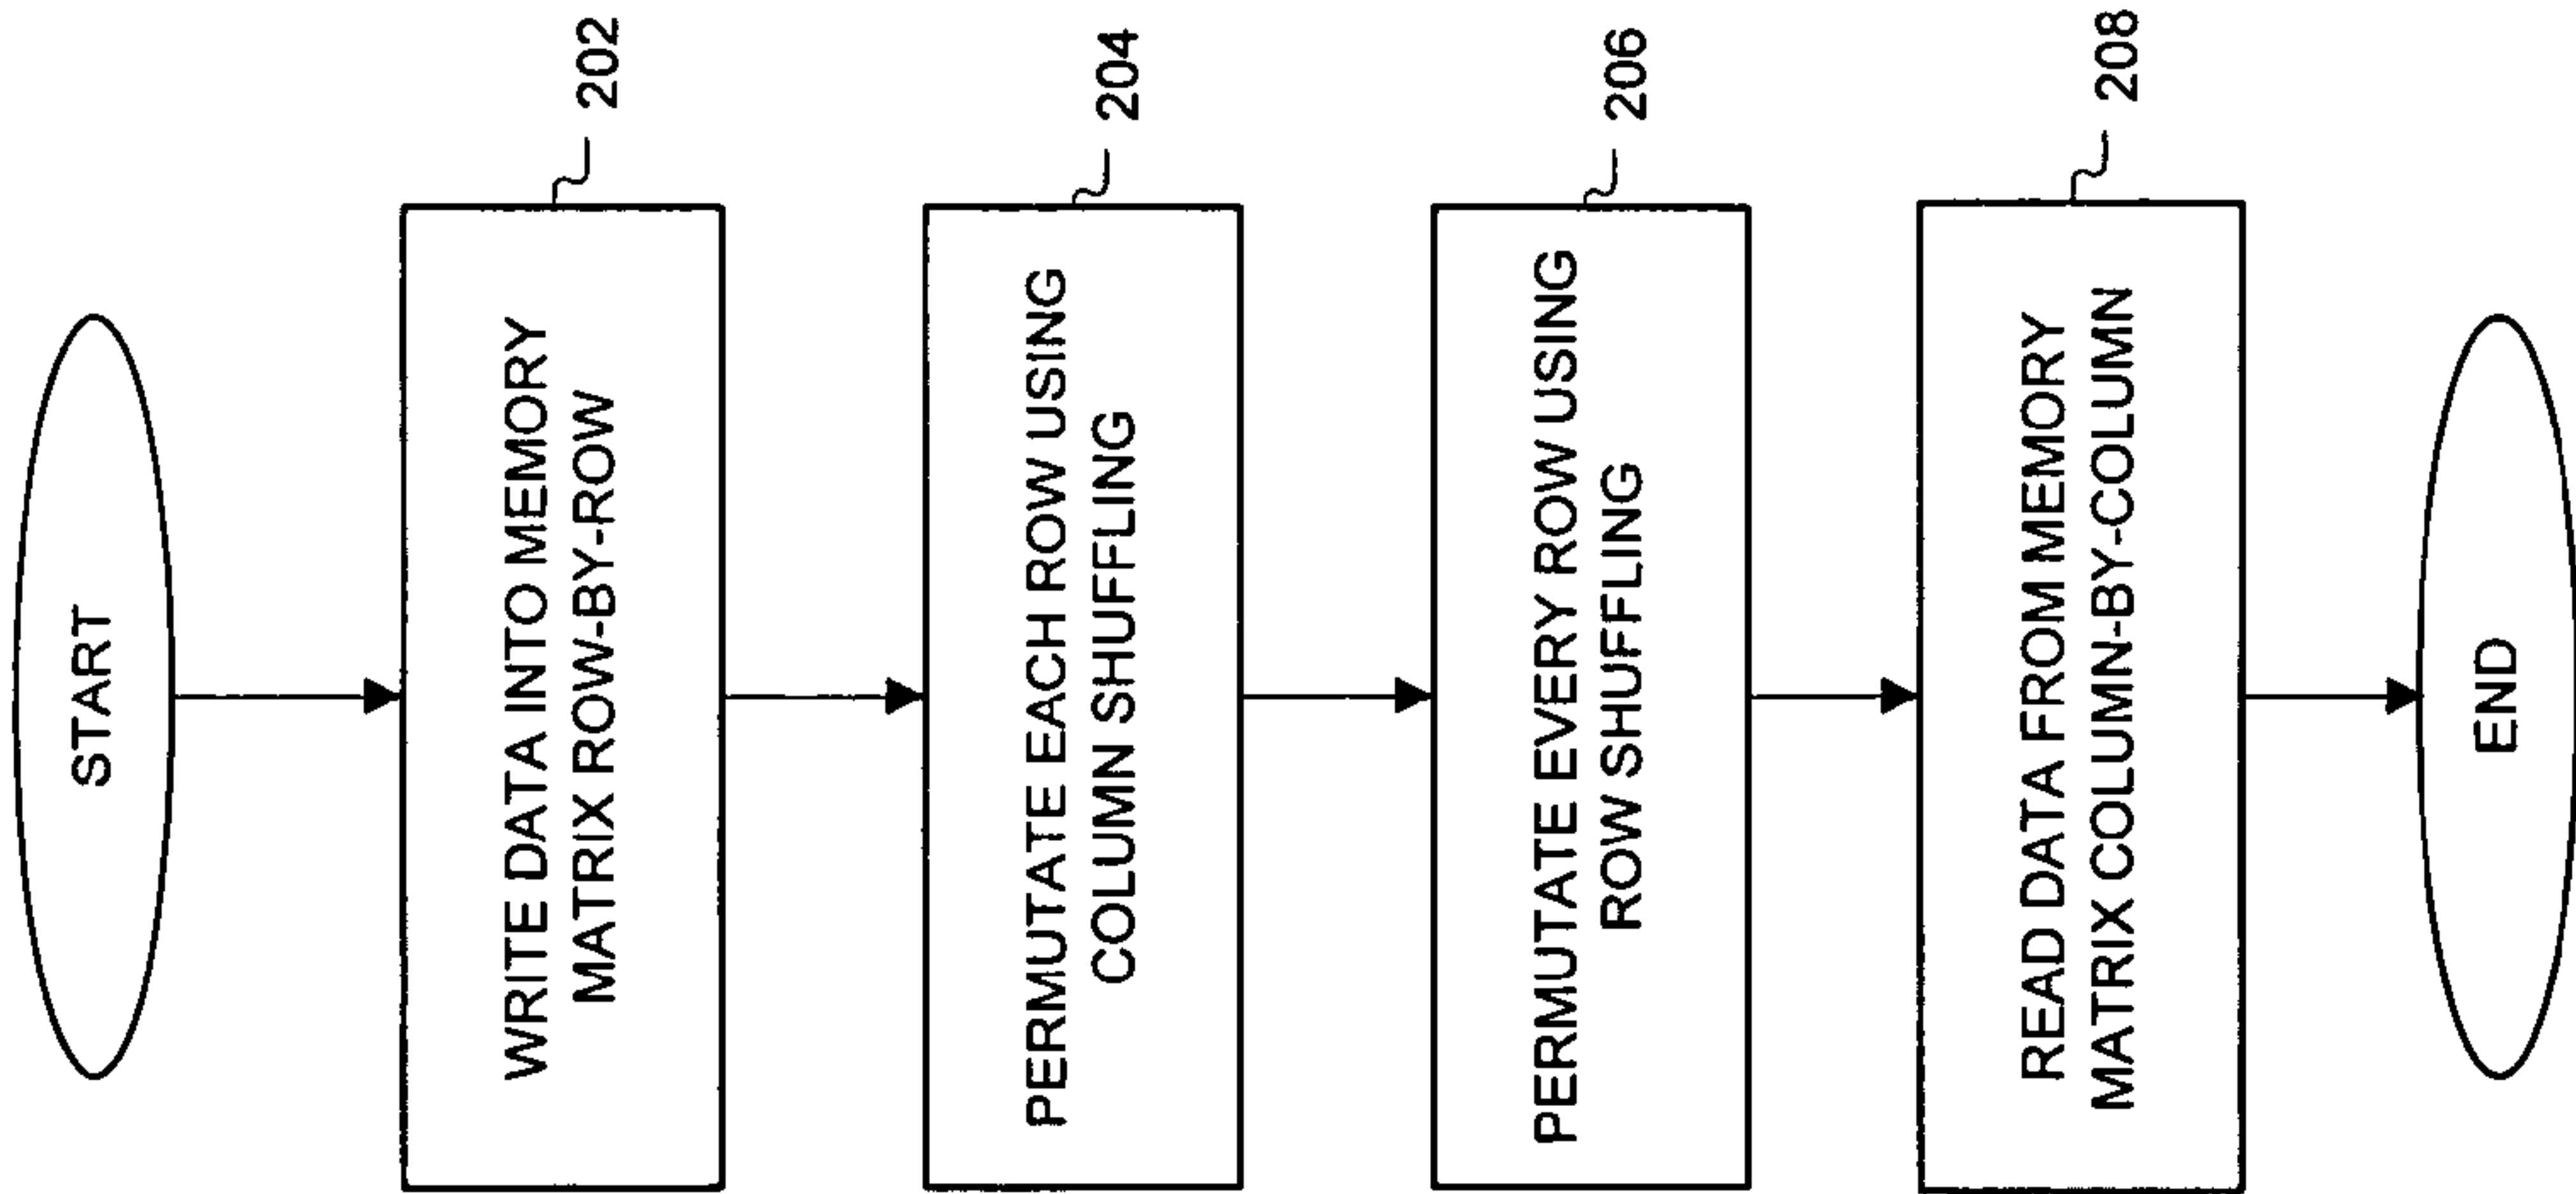 START
WRITE DATA INTO MEMORY
MATRIX ROW-BY-ROW
202
PERMUTATE EACH ROW USING
COLUMN SHUFFLING
204
PERMUTATE EVERY ROW USING
ROW SHUFFLING
206
READ DATA FROM MEMORY
MATRIX COLUMN-BY-COLUMN
208
END